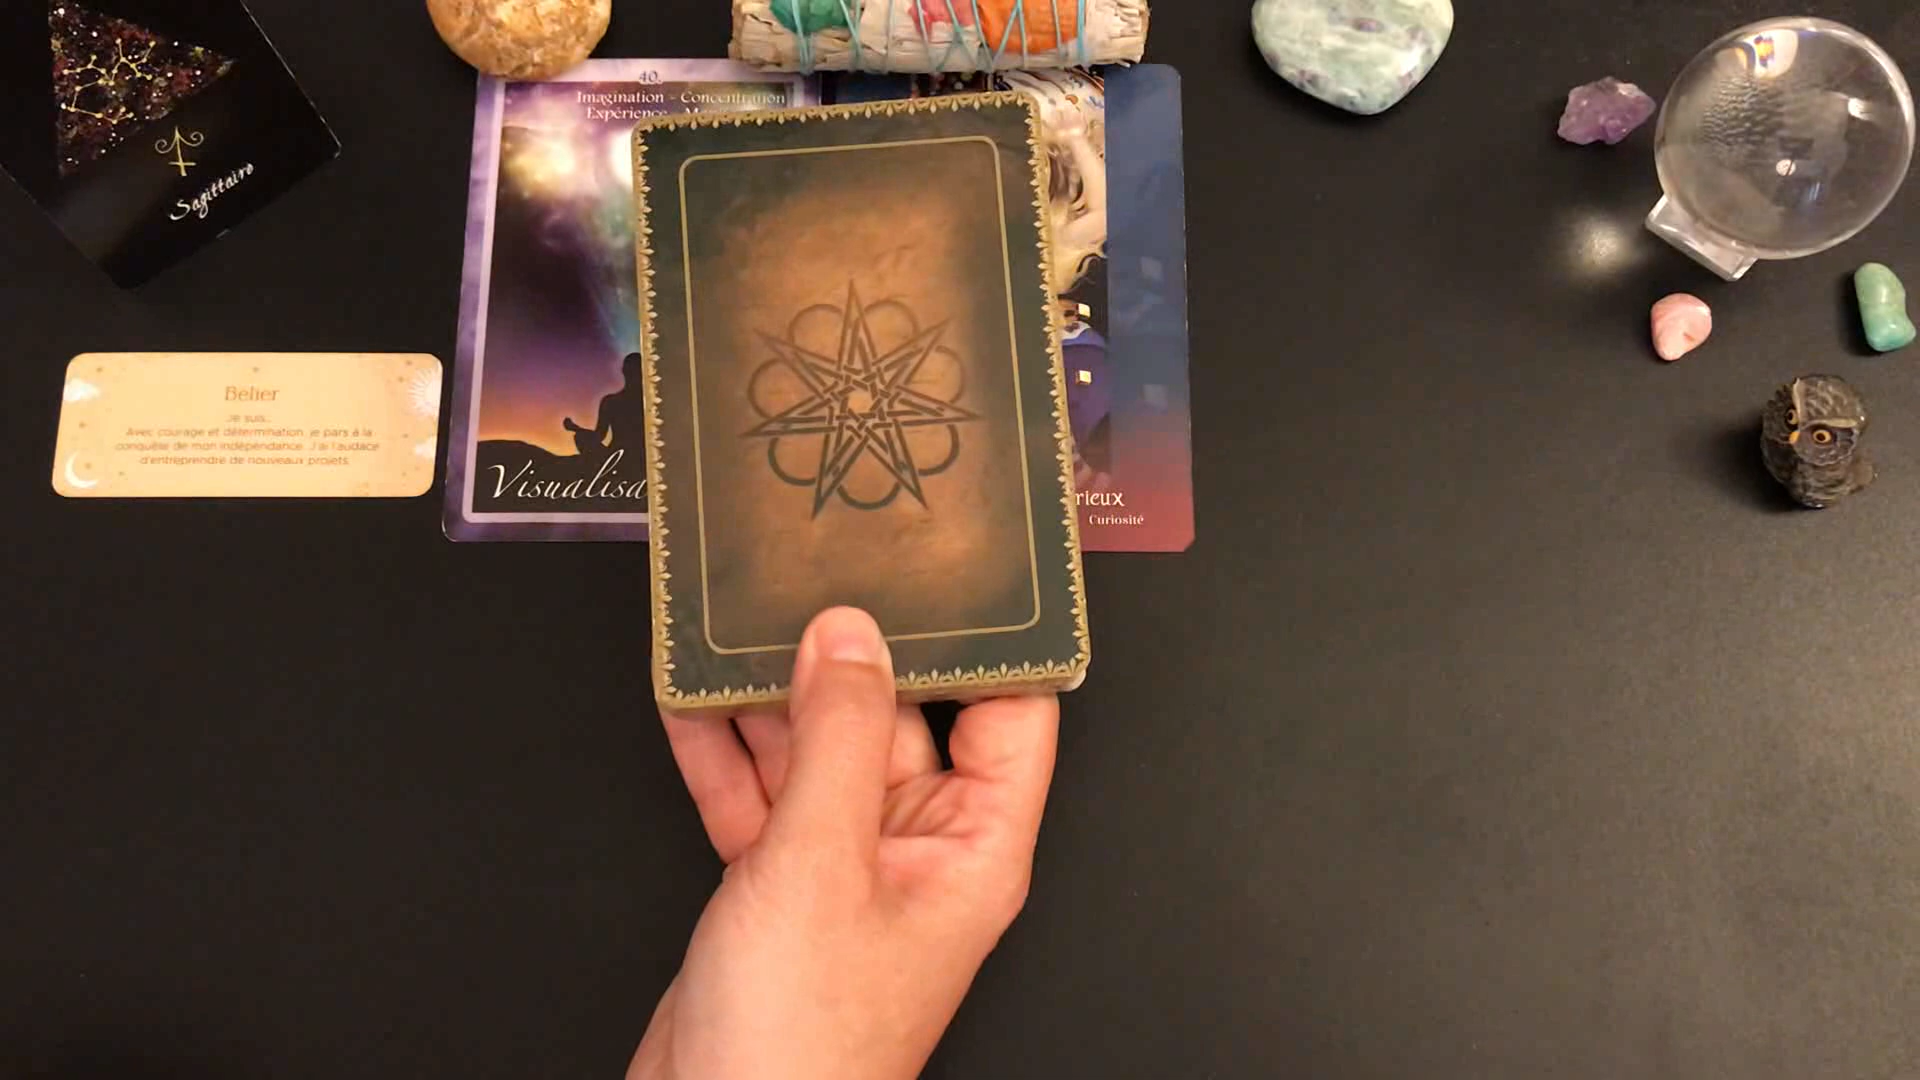 Sagittaire
Belier
Je suis...
Avec courage et détermination, je pars à la
conquête de mon indépendance. J'ai l'audace
d'entreprendre de nouveaux projets.
40.
Imagination - Concentration
Expérience
Visualisa
rieux
Curiosité